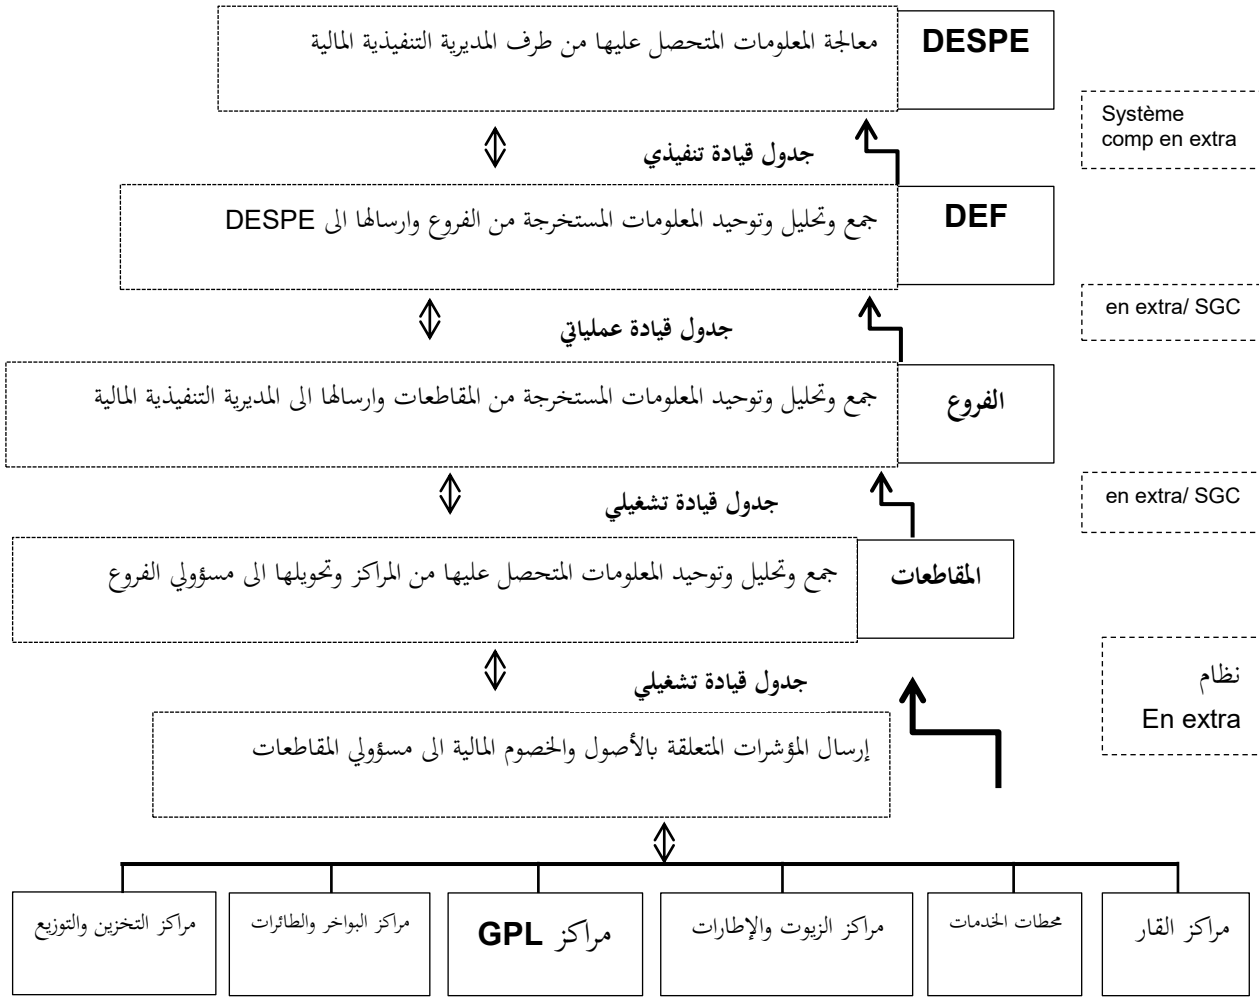 DESPE
معالجة المعلومات المتحصل عليها من طرف المديرية التنفيذية المالية
Système
comp en extra
جدول قيادة تنفيذي
DEF
جمع وتحليل وتوحيد المعلومات المستخرجة من الفروع وارسالها الى DESPE
en extra/ SGC
جدول قيادة عملياتي
الفروع
جمع وتحليل وتوحيد المعلومات المستخرجة من المقاطعات وارسالها الى المديرية التنفيذية المالية
en extra/ SGC
جدول قيادة تشغيلي
المقاطعات
جمع وتحليل وتوحيد المعلومات المتحصل عليها من المراكز وتحويلها الى مسؤولي الفروع
نظام
En extra
جدول قيادة تشغيلي
إرسال المؤشرات المتعلقة بالأصول والخصوم المالية الى مسؤولي المقاطعات
مراكز القار
محطات الخدمات
مراكز الزيوت والإطارات
مراكز GPL
مراكز البواخر والطائرات
مراكز التخزين والتوزيع